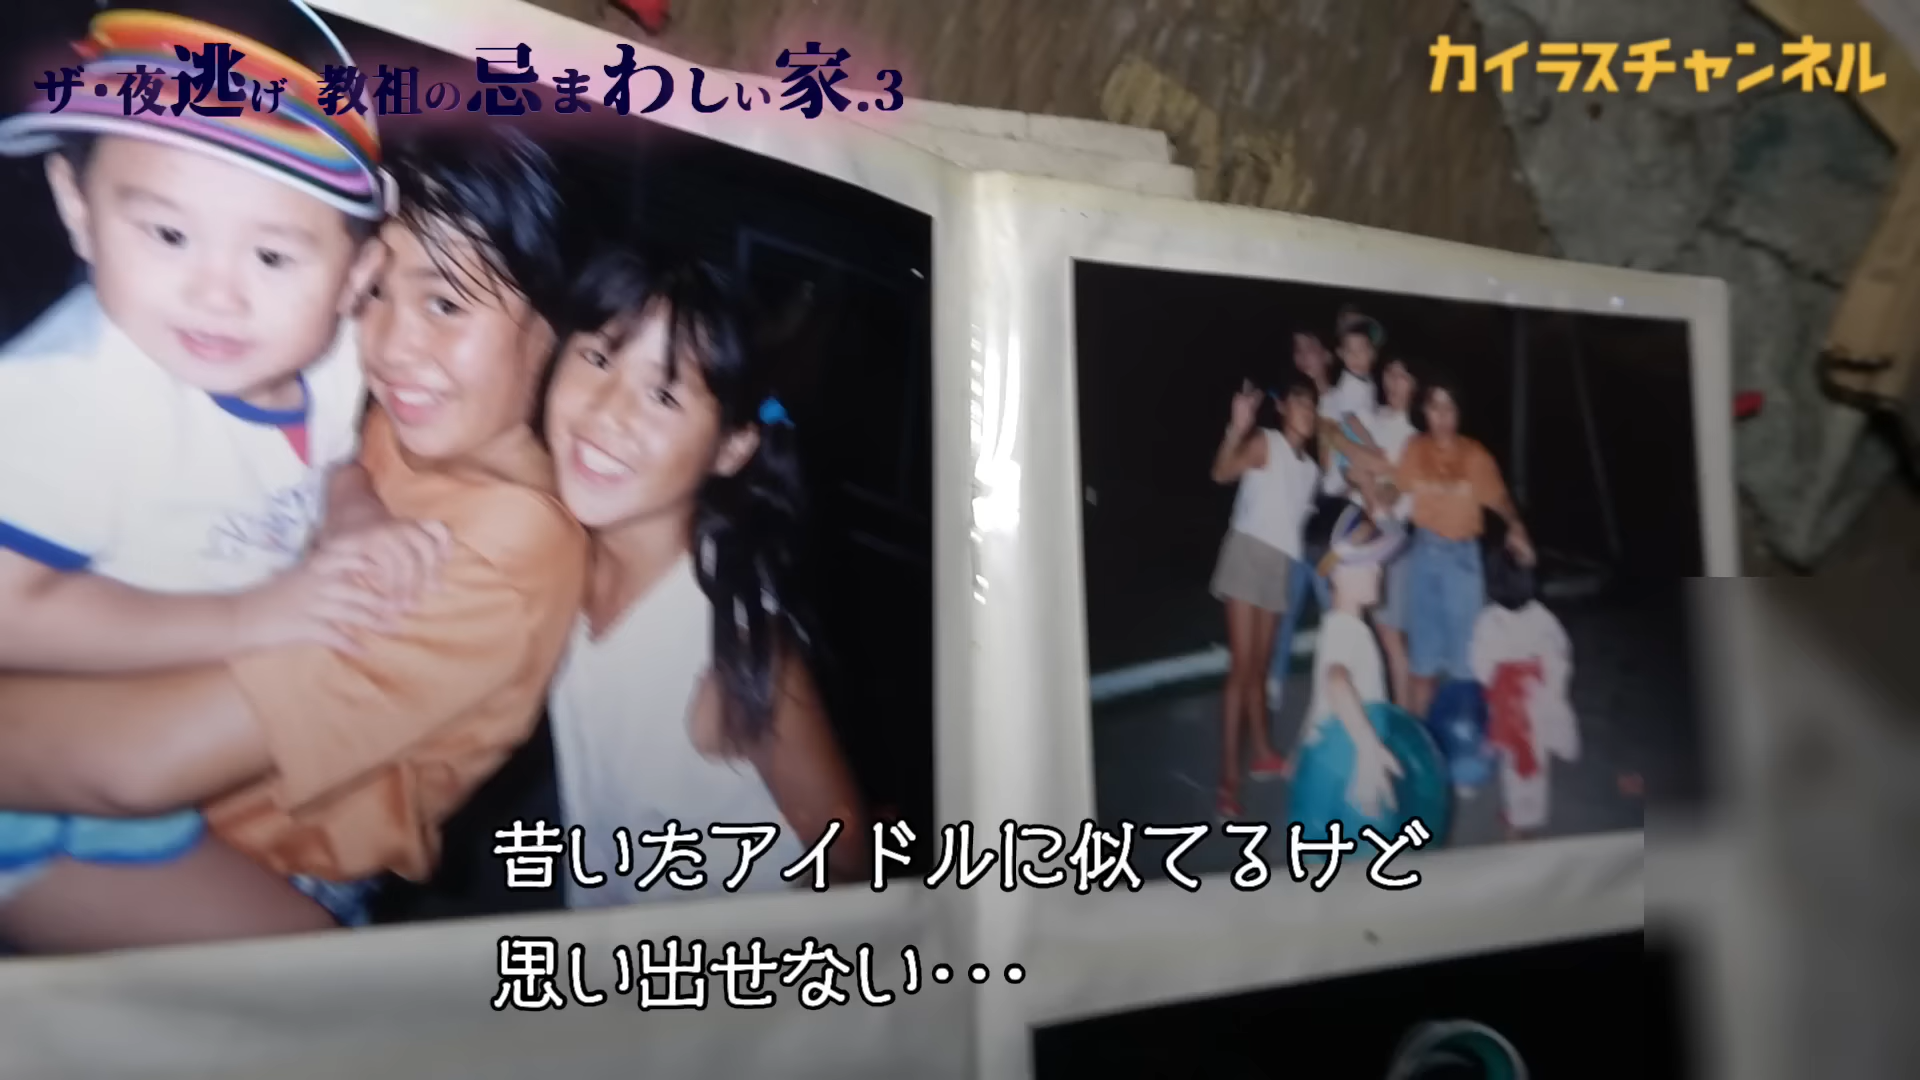 ザ・夜逃げ 教祖の忌まわしい家.3
カイラスチャンネル
昔いたアイドルに似てるけど
思い出せない・・・